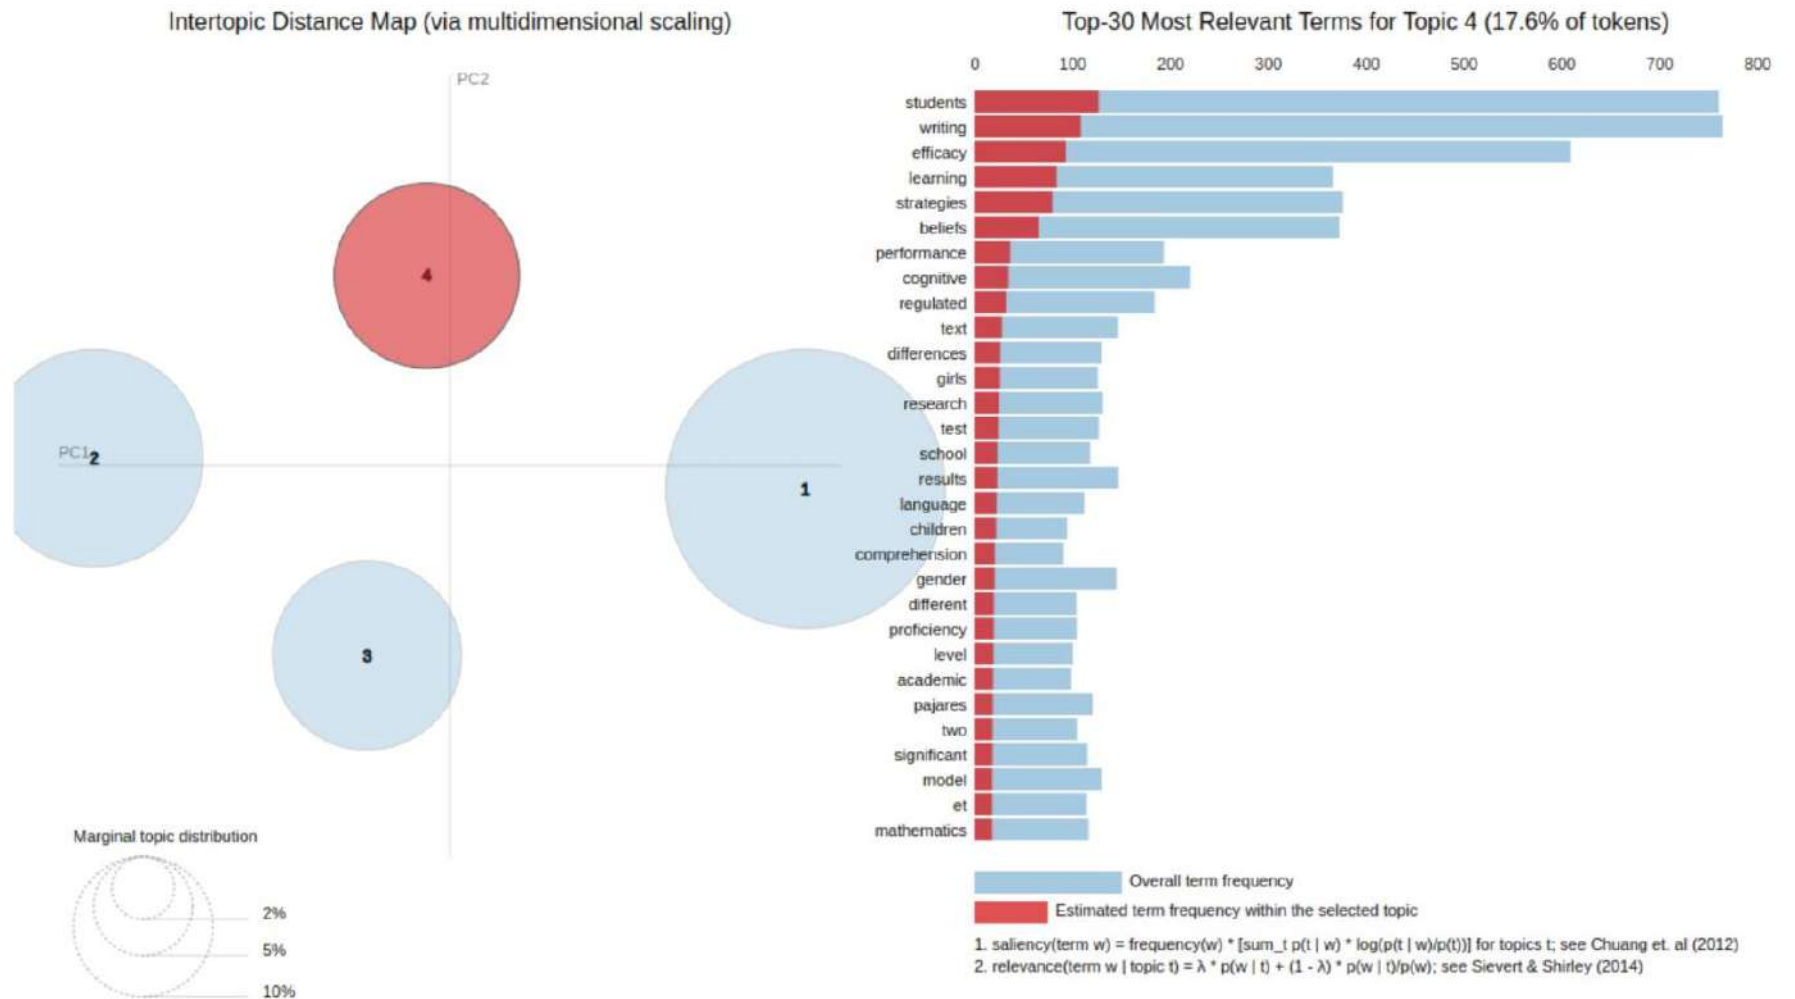 Intertopic Distance Map (via multidimensional scaling)
PC2
4
PC1
2
1
3
Marginal topic distribution
2%
5%
10%
Top-30 Most Relevant Terms for Topic 4 (17.6% of tokens)
0 100 200 300 400 500 600 700 800
students
writing
efficacy
learning
strategies
beliefs
performance
cognitive
regulated
text
differences
girls
research
test
school
results
language
children
comprehension
gender
different
proficiency
level
academic
pajares
two
significant
model
et
mathematics
Overall term frequency
Estimated term frequency within the selected topic
1. saliency(term w) = frequency(w) * [sum_t p(t | w) * log(p(t | w)/p(t))] for topics t; see Chuang et. al (2012)
2. relevance(term w | topic t) = λ * p(w | t) + (1 - λ) * p(w | t)/p(w); see Sievert & Shirley (2014)